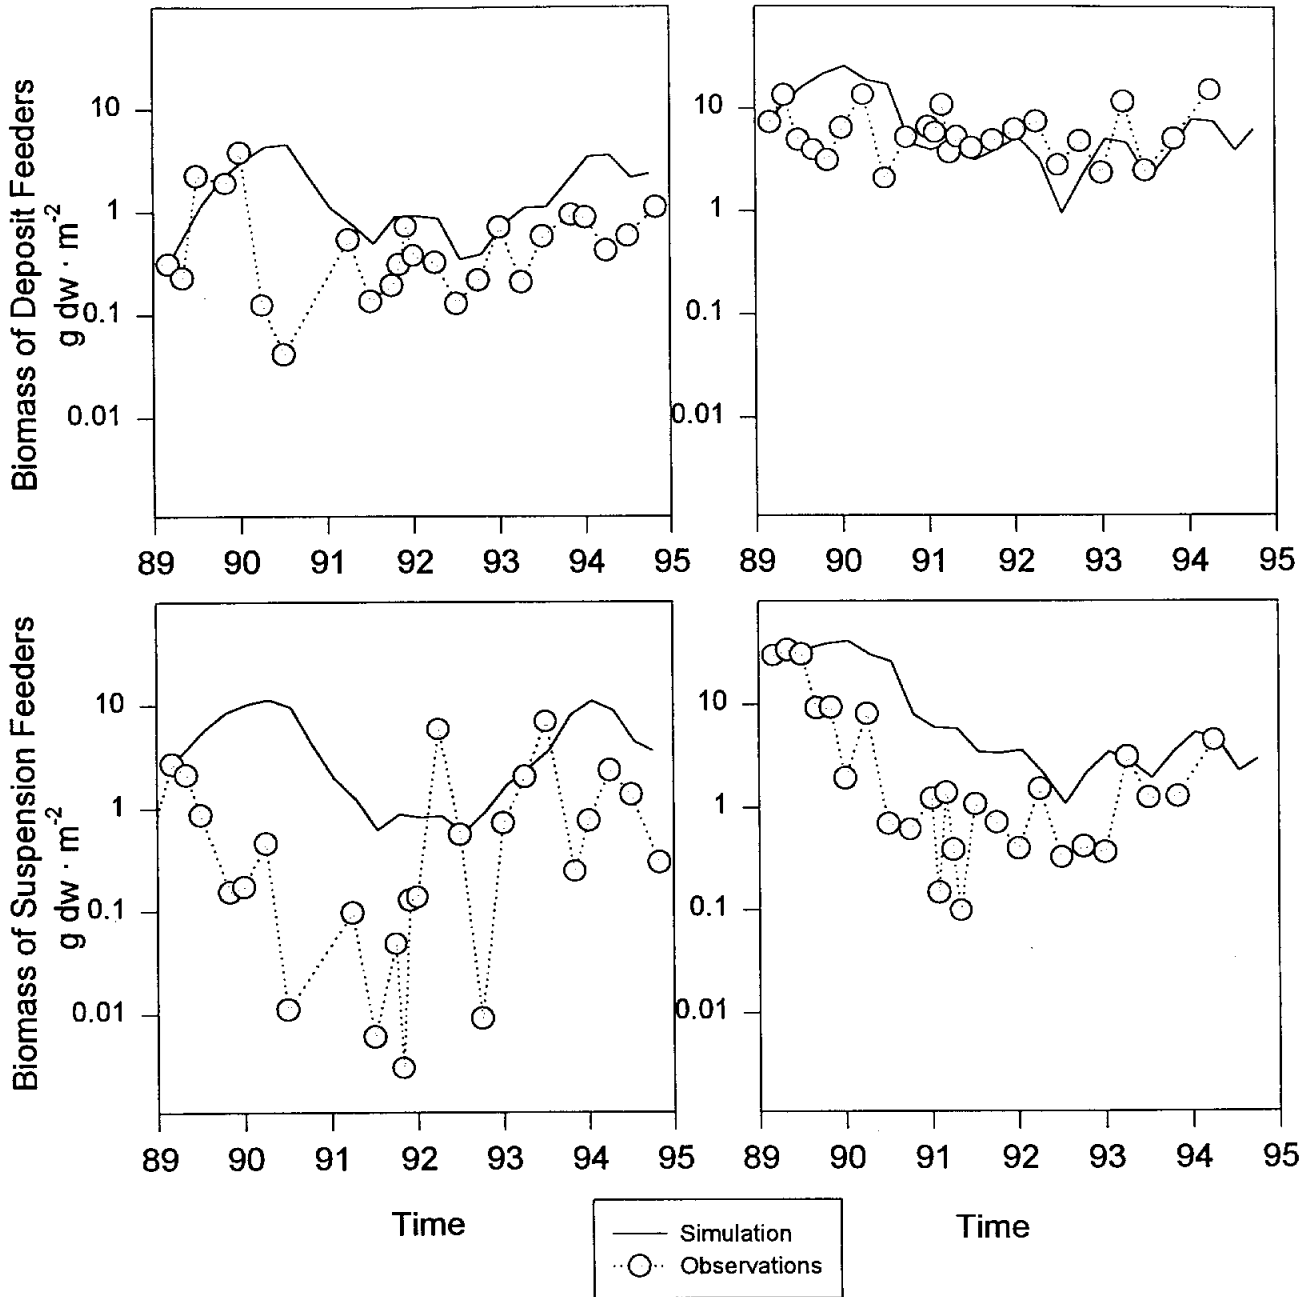 Biomass of Deposit Feeders
g dw · m-2
10
1
0.1
0.01
89 90 91 92 93 94 95
10
1
0.1
0.01
89 90 91 92 93 94 95
Biomass of Suspension Feeders
g dw · m-2
10
1
0.1
0.01
89 90 91 92 93 94 95
Time
10
1
0.1
0.01
89 90 91 92 93 94 95
Time
Simulation
Observations